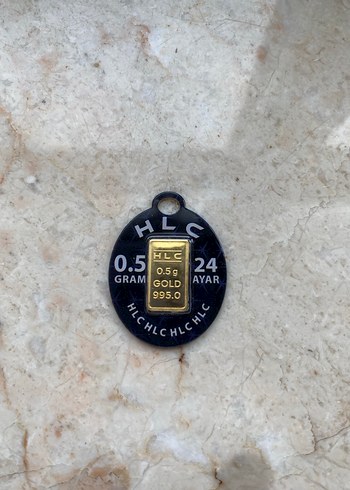 HLC
0.5 24
GRAM AYAR
HLC
0.5g
GOLD
995.0
HLC HLC HLC HLC